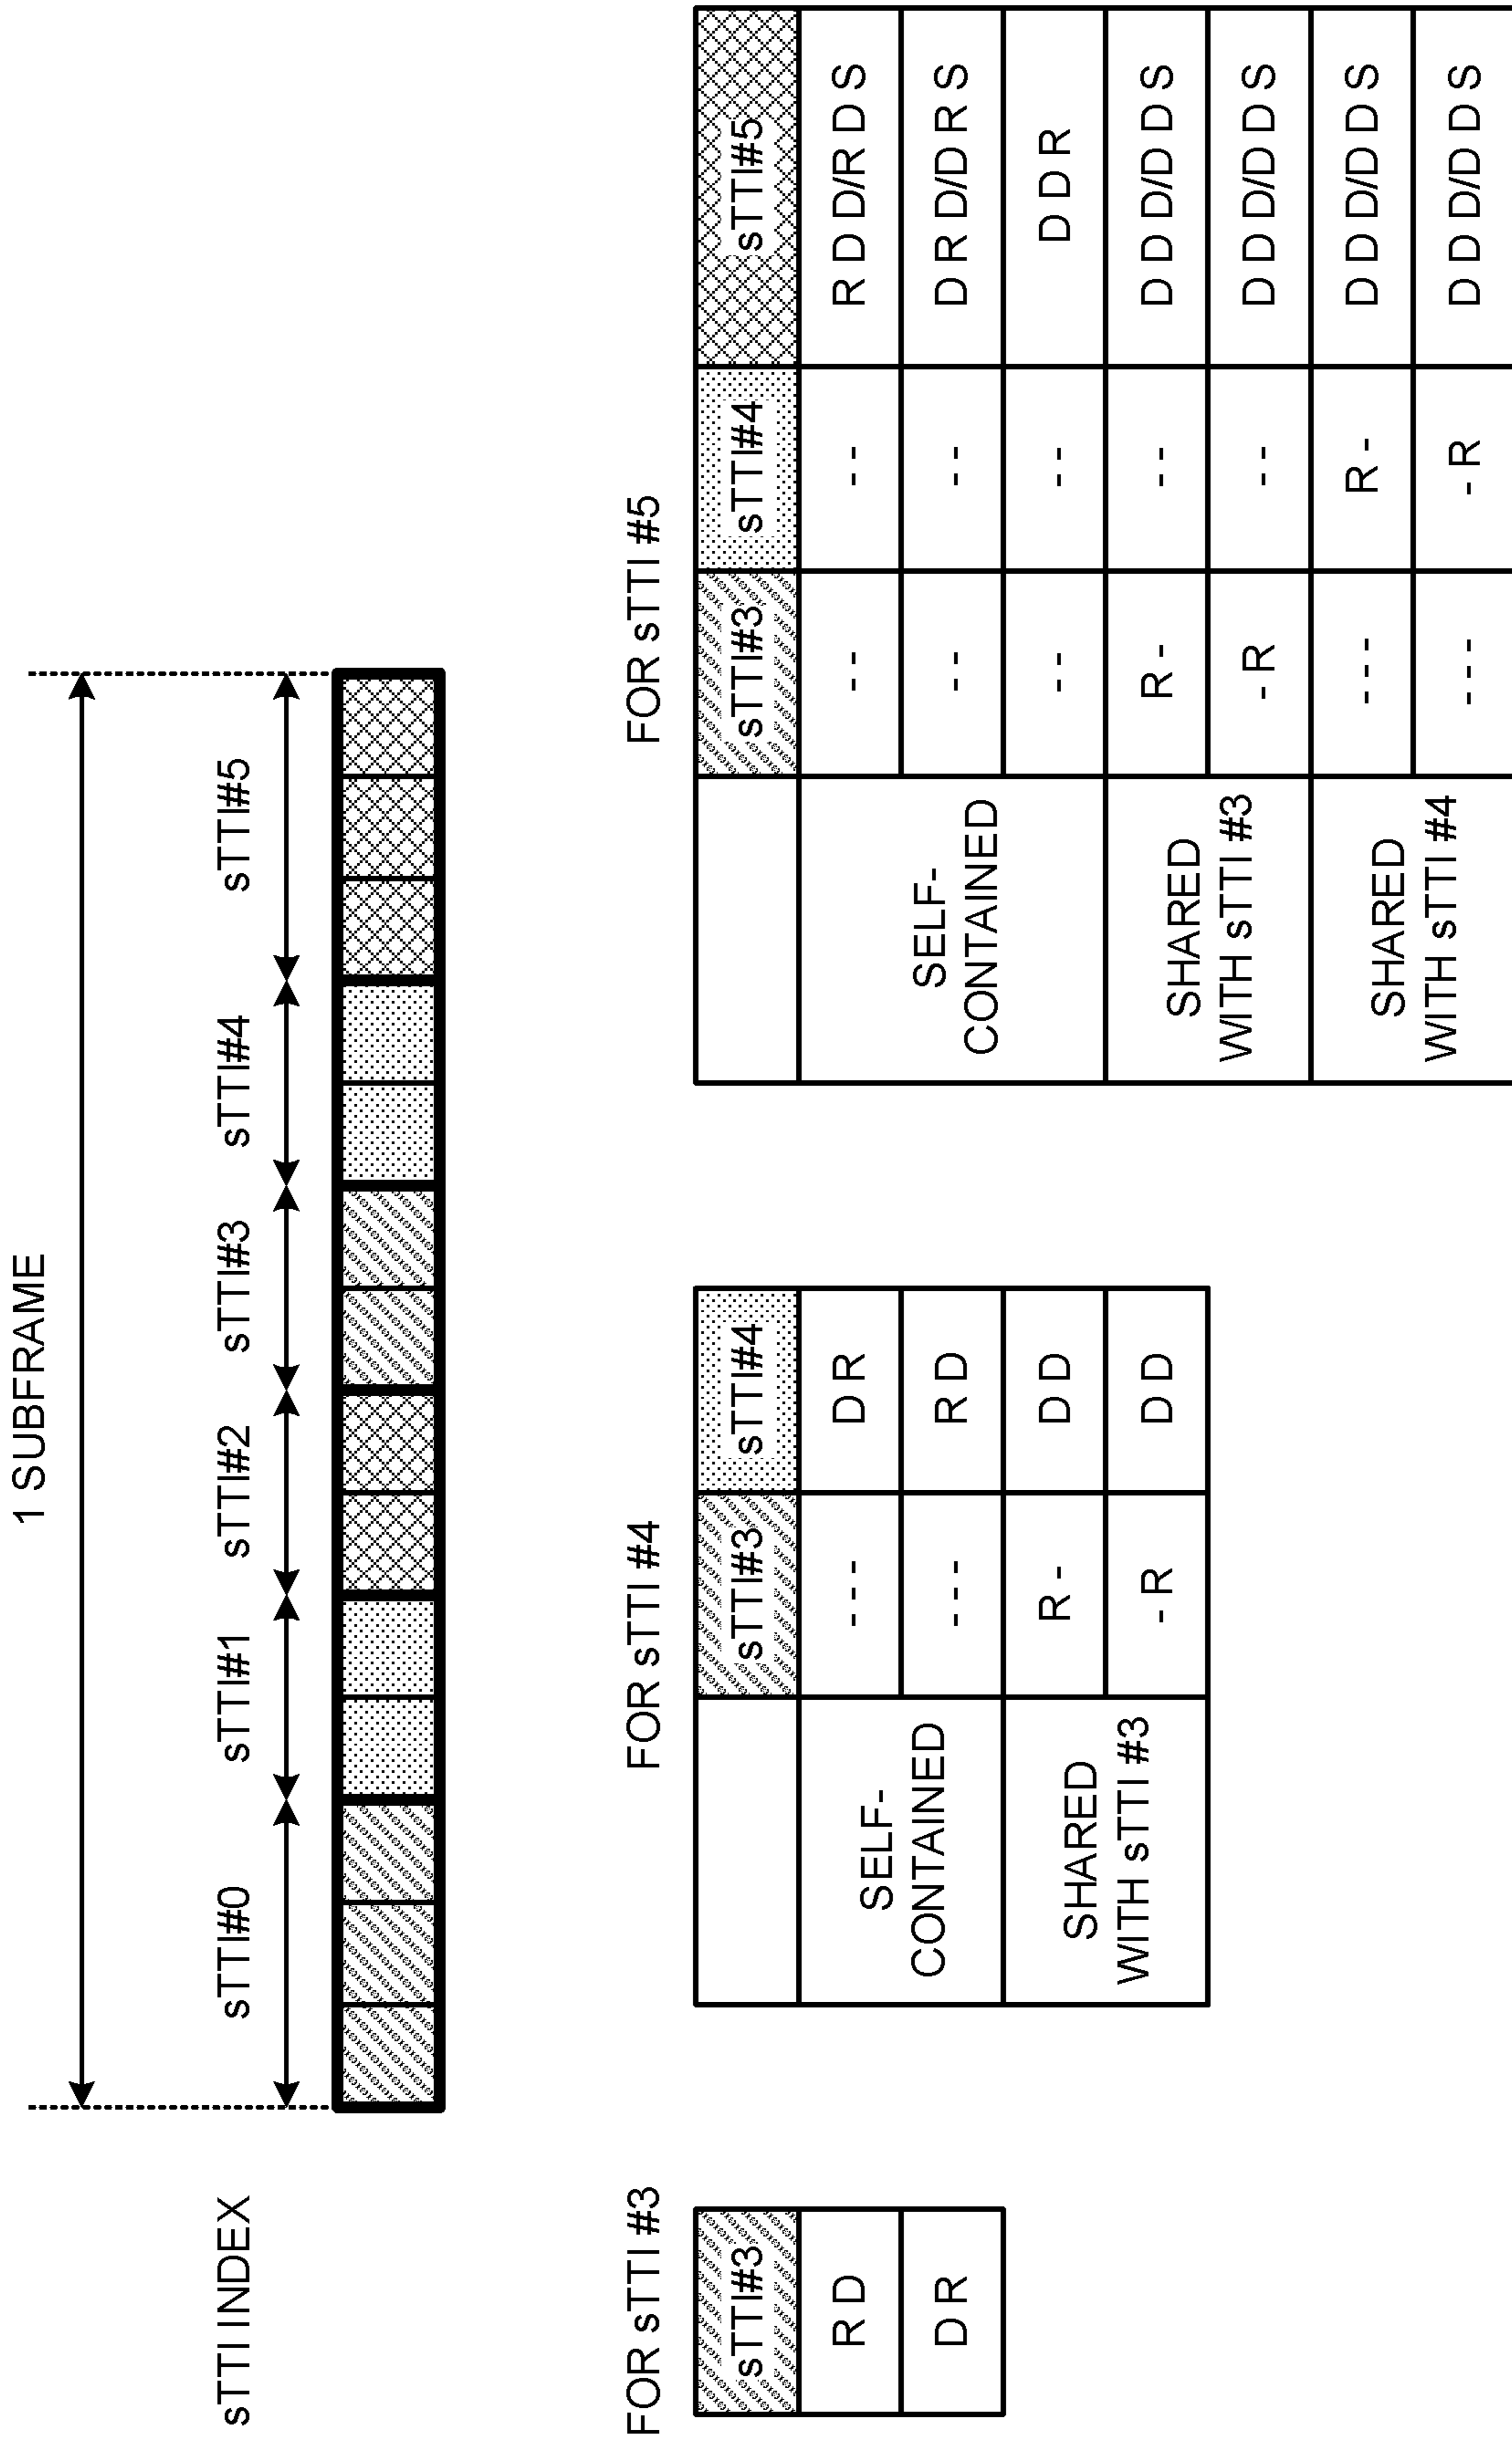 1 SUBFRAME
sTTI INDEX
sTTI#0 sTTI#1 sTTI#2 sTTI#3 sTTI#4 sTTI#5
FOR sTTI #3
sTTI#3
R D
D R
FOR sTTI #4
sTTI#3 sTTI#4
SELF-
CONTAINED
- - - D R
- - - R D
SHARED
WITH sTTI #3
R - D D
- R D D
FOR sTTI #5
sTTI#3 sTTI#4 sTTI#5
SELF-
CONTAINED
- - - - R D D/R D S
- - - - D R D/D R S
- - - - D D R
SHARED
WITH sTTI #3
R - - - D D D/D D S
- R - - D D D/D D S
SHARED
WITH sTTI #4
- - - R - D D D/D D S
- - - - R D D D/D D S